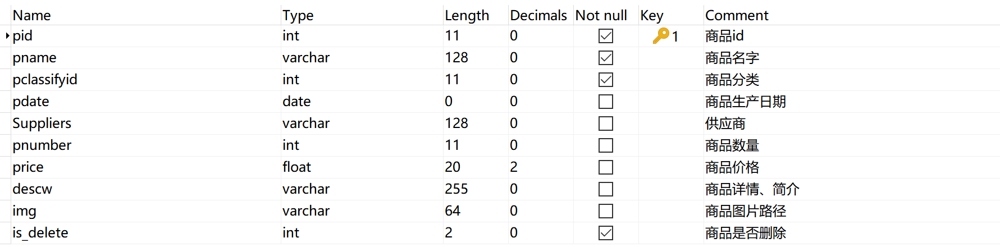 Name Type Length Decimals Not null Key Comment
pid int 11 0 1 商品id
pname varchar 128 0 商品名字
pclassifyid int 11 0 商品分类
pdate date 0 0 商品生产日期
Suppliers varchar 128 0 供应商
pnumber int 11 0 商品数量
price float 20 2 商品价格
descw varchar 255 0 商品详情、简介
img varchar 64 0 商品图片路径
is_delete int 2 0 商品是否删除